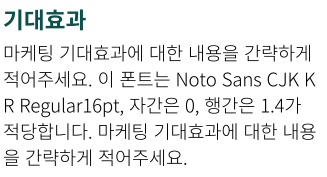 기대효과
마케팅 기대효과에 대한 내용을 간략하게
적어주세요. 이 폰트는 Noto Sans CJK K
R Regular16pt, 자간은 0, 행간은 1.4가
적당합니다. 마케팅 기대효과에 대한 내용
을 간략하게 적어주세요.